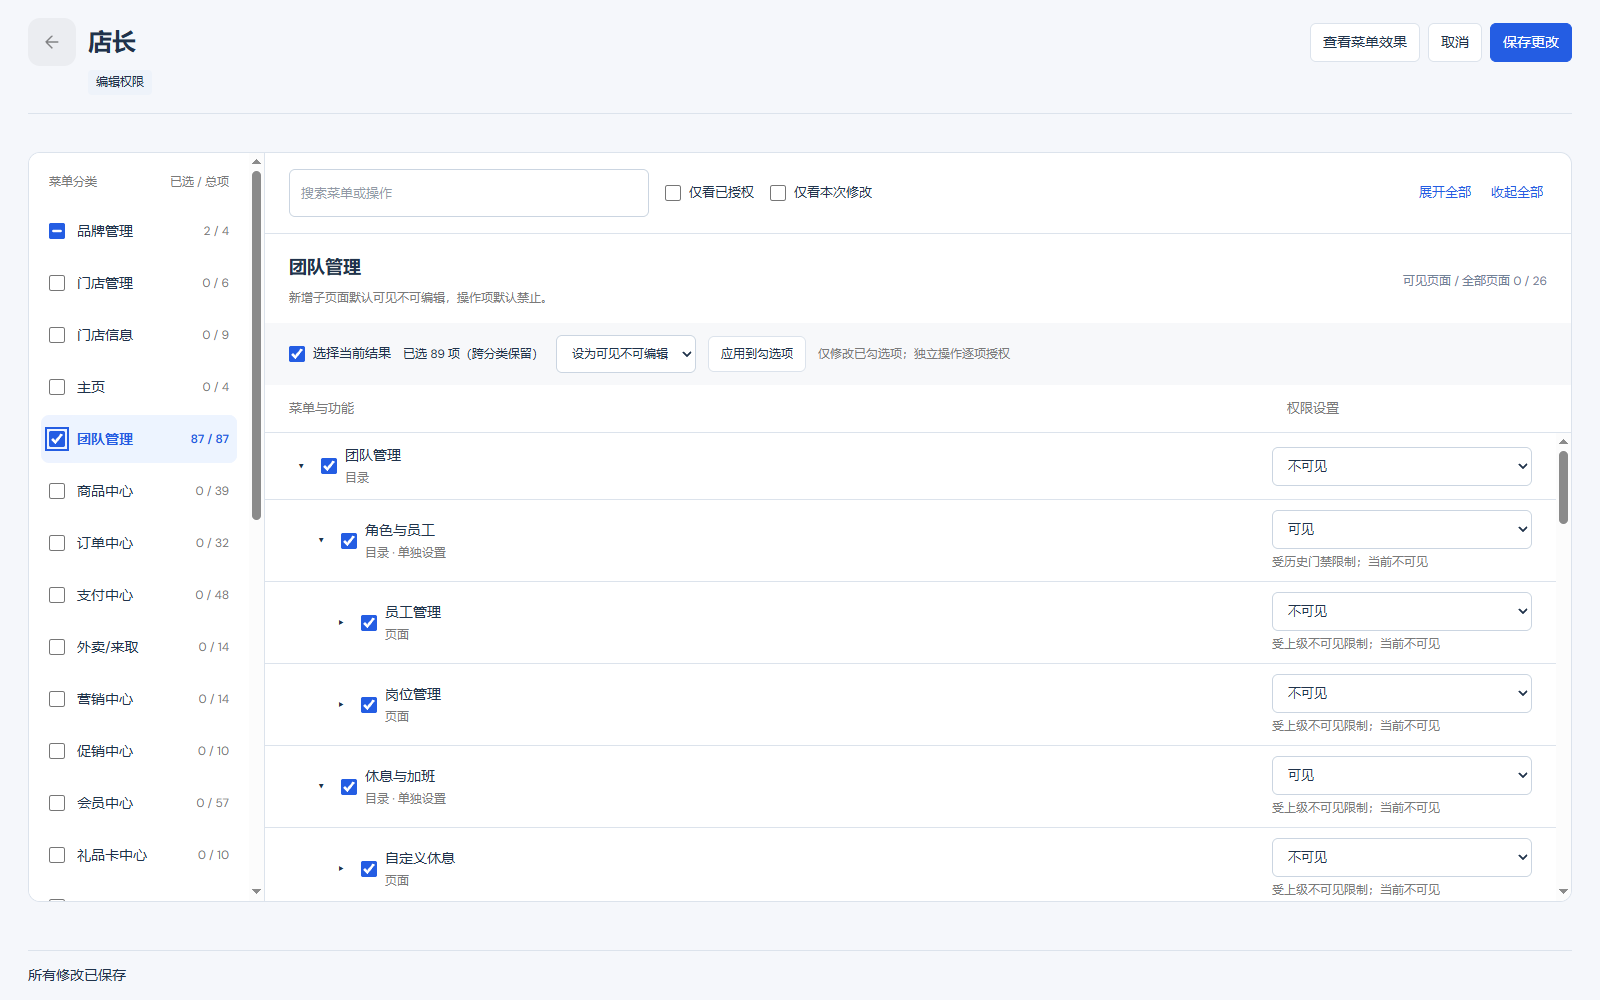 店长
编辑权限
查看菜单效果
取消
保存更改
菜单分类
已选 / 总项
品牌管理
2 / 4
门店管理
0 / 6
门店信息
0 / 9
主页
0 / 4
团队管理
87 / 87
商品中心
0 / 39
订单中心
0 / 32
支付中心
0 / 48
外卖/来取
0 / 14
营销中心
0 / 14
促销中心
0 / 10
会员中心
0 / 57
礼品卡中心
0 / 10
搜索菜单或操作
仅看已授权
仅看本次修改
展开全部
收起全部
团队管理
新增子页面默认可见不可编辑，操作项默认禁止。
可见页面 / 全部页面 0 / 26
选择当前结果
已选 89 项（跨分类保留）
设为可见不可编辑
应用到勾选项
仅修改已勾选项；独立操作逐项授权
菜单与功能
权限设置
团队管理
目录
不可见
角色与员工
目录 · 单独设置
可见
受历史门禁限制；当前不可见
员工管理
页面
不可见
受上级不可见限制；当前不可见
岗位管理
页面
不可见
受上级不可见限制；当前不可见
休息与加班
目录 · 单独设置
可见
受上级不可见限制；当前不可见
自定义休息
页面
不可见
受上级不可见限制；当前不可见
所有修改已保存